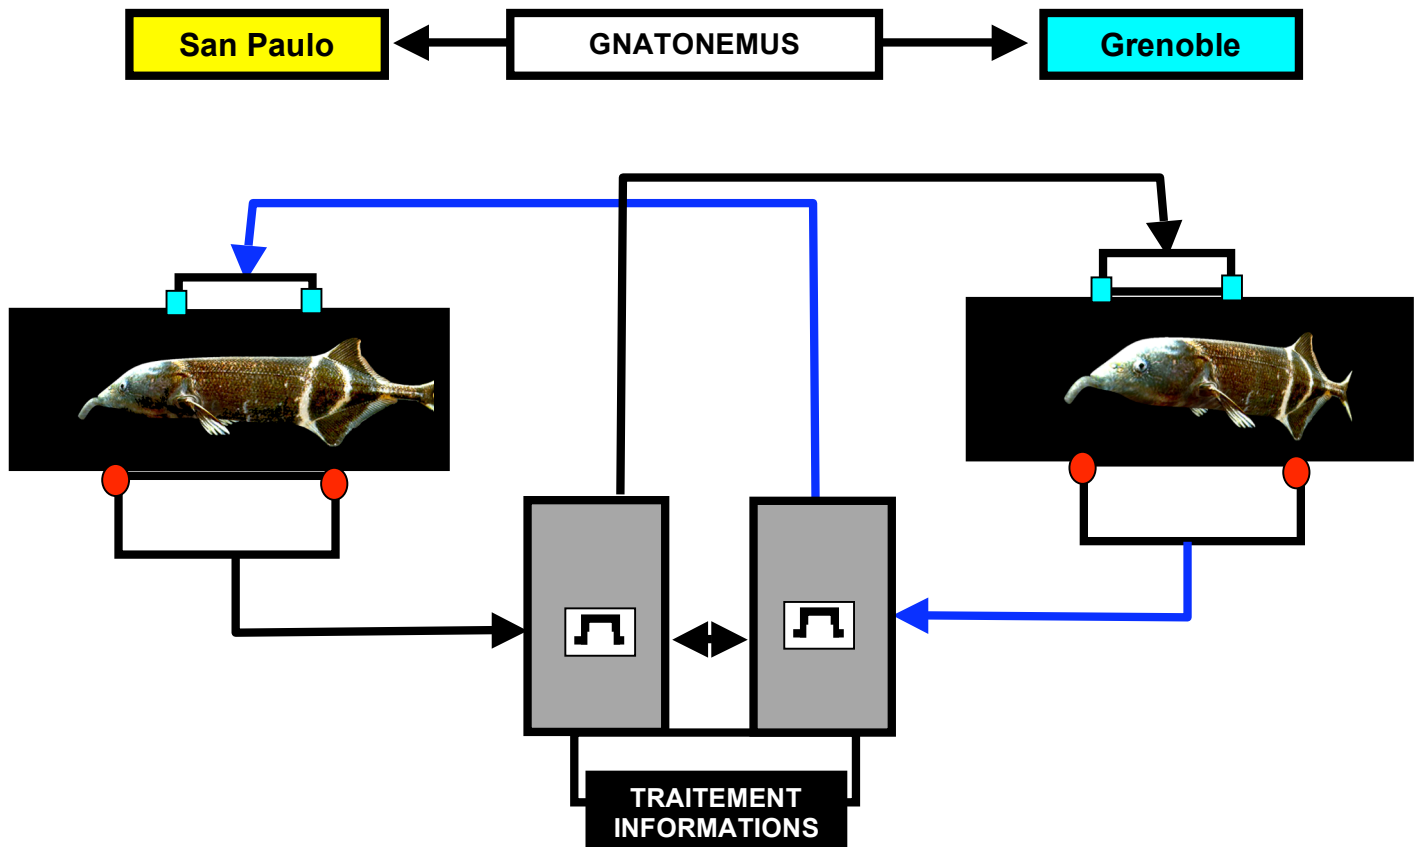 San Paulo
GNATONEMUS
Grenoble
TRAITEMENT
INFORMATIONS